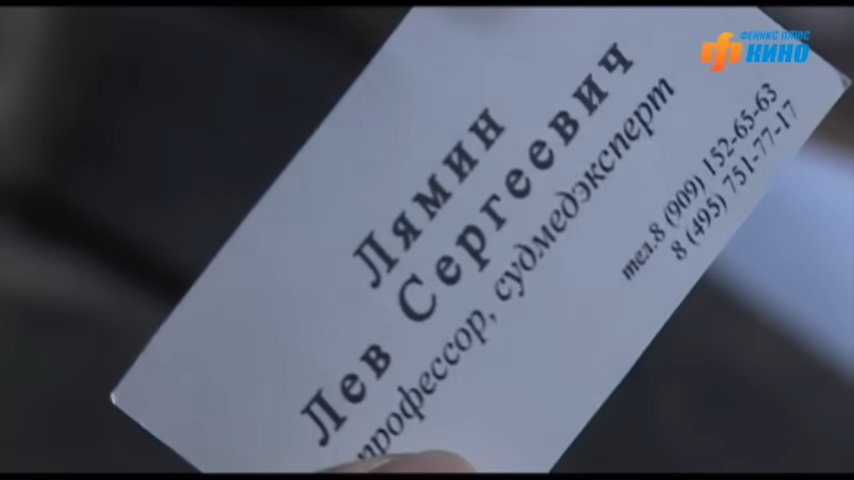 ФЕНИКС ПЛЮС
КИНО
Лямин
Лев Сергеевич
профессор, судмедэксперт
тел.8 (909) 152-65-63
8 (495) 751-77-17